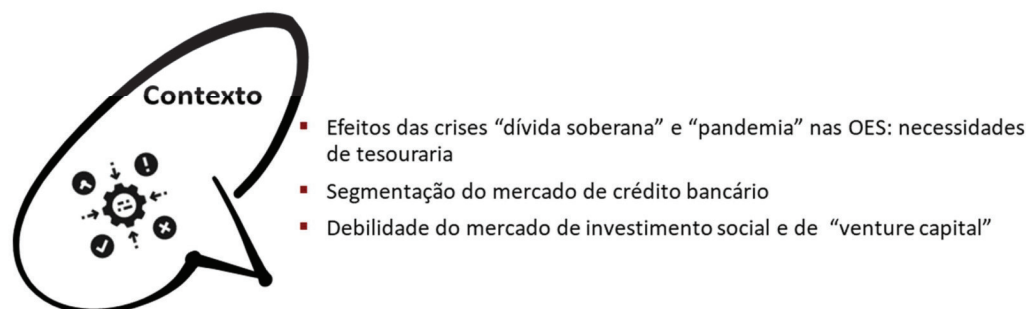 Contexto
▪ Efeitos das crises “dívida soberana” e “pandemia” nas OES: necessidades
de tesouraria
▪ Segmentação do mercado de crédito bancário
▪ Debilidade do mercado de investimento social e de “venture capital”